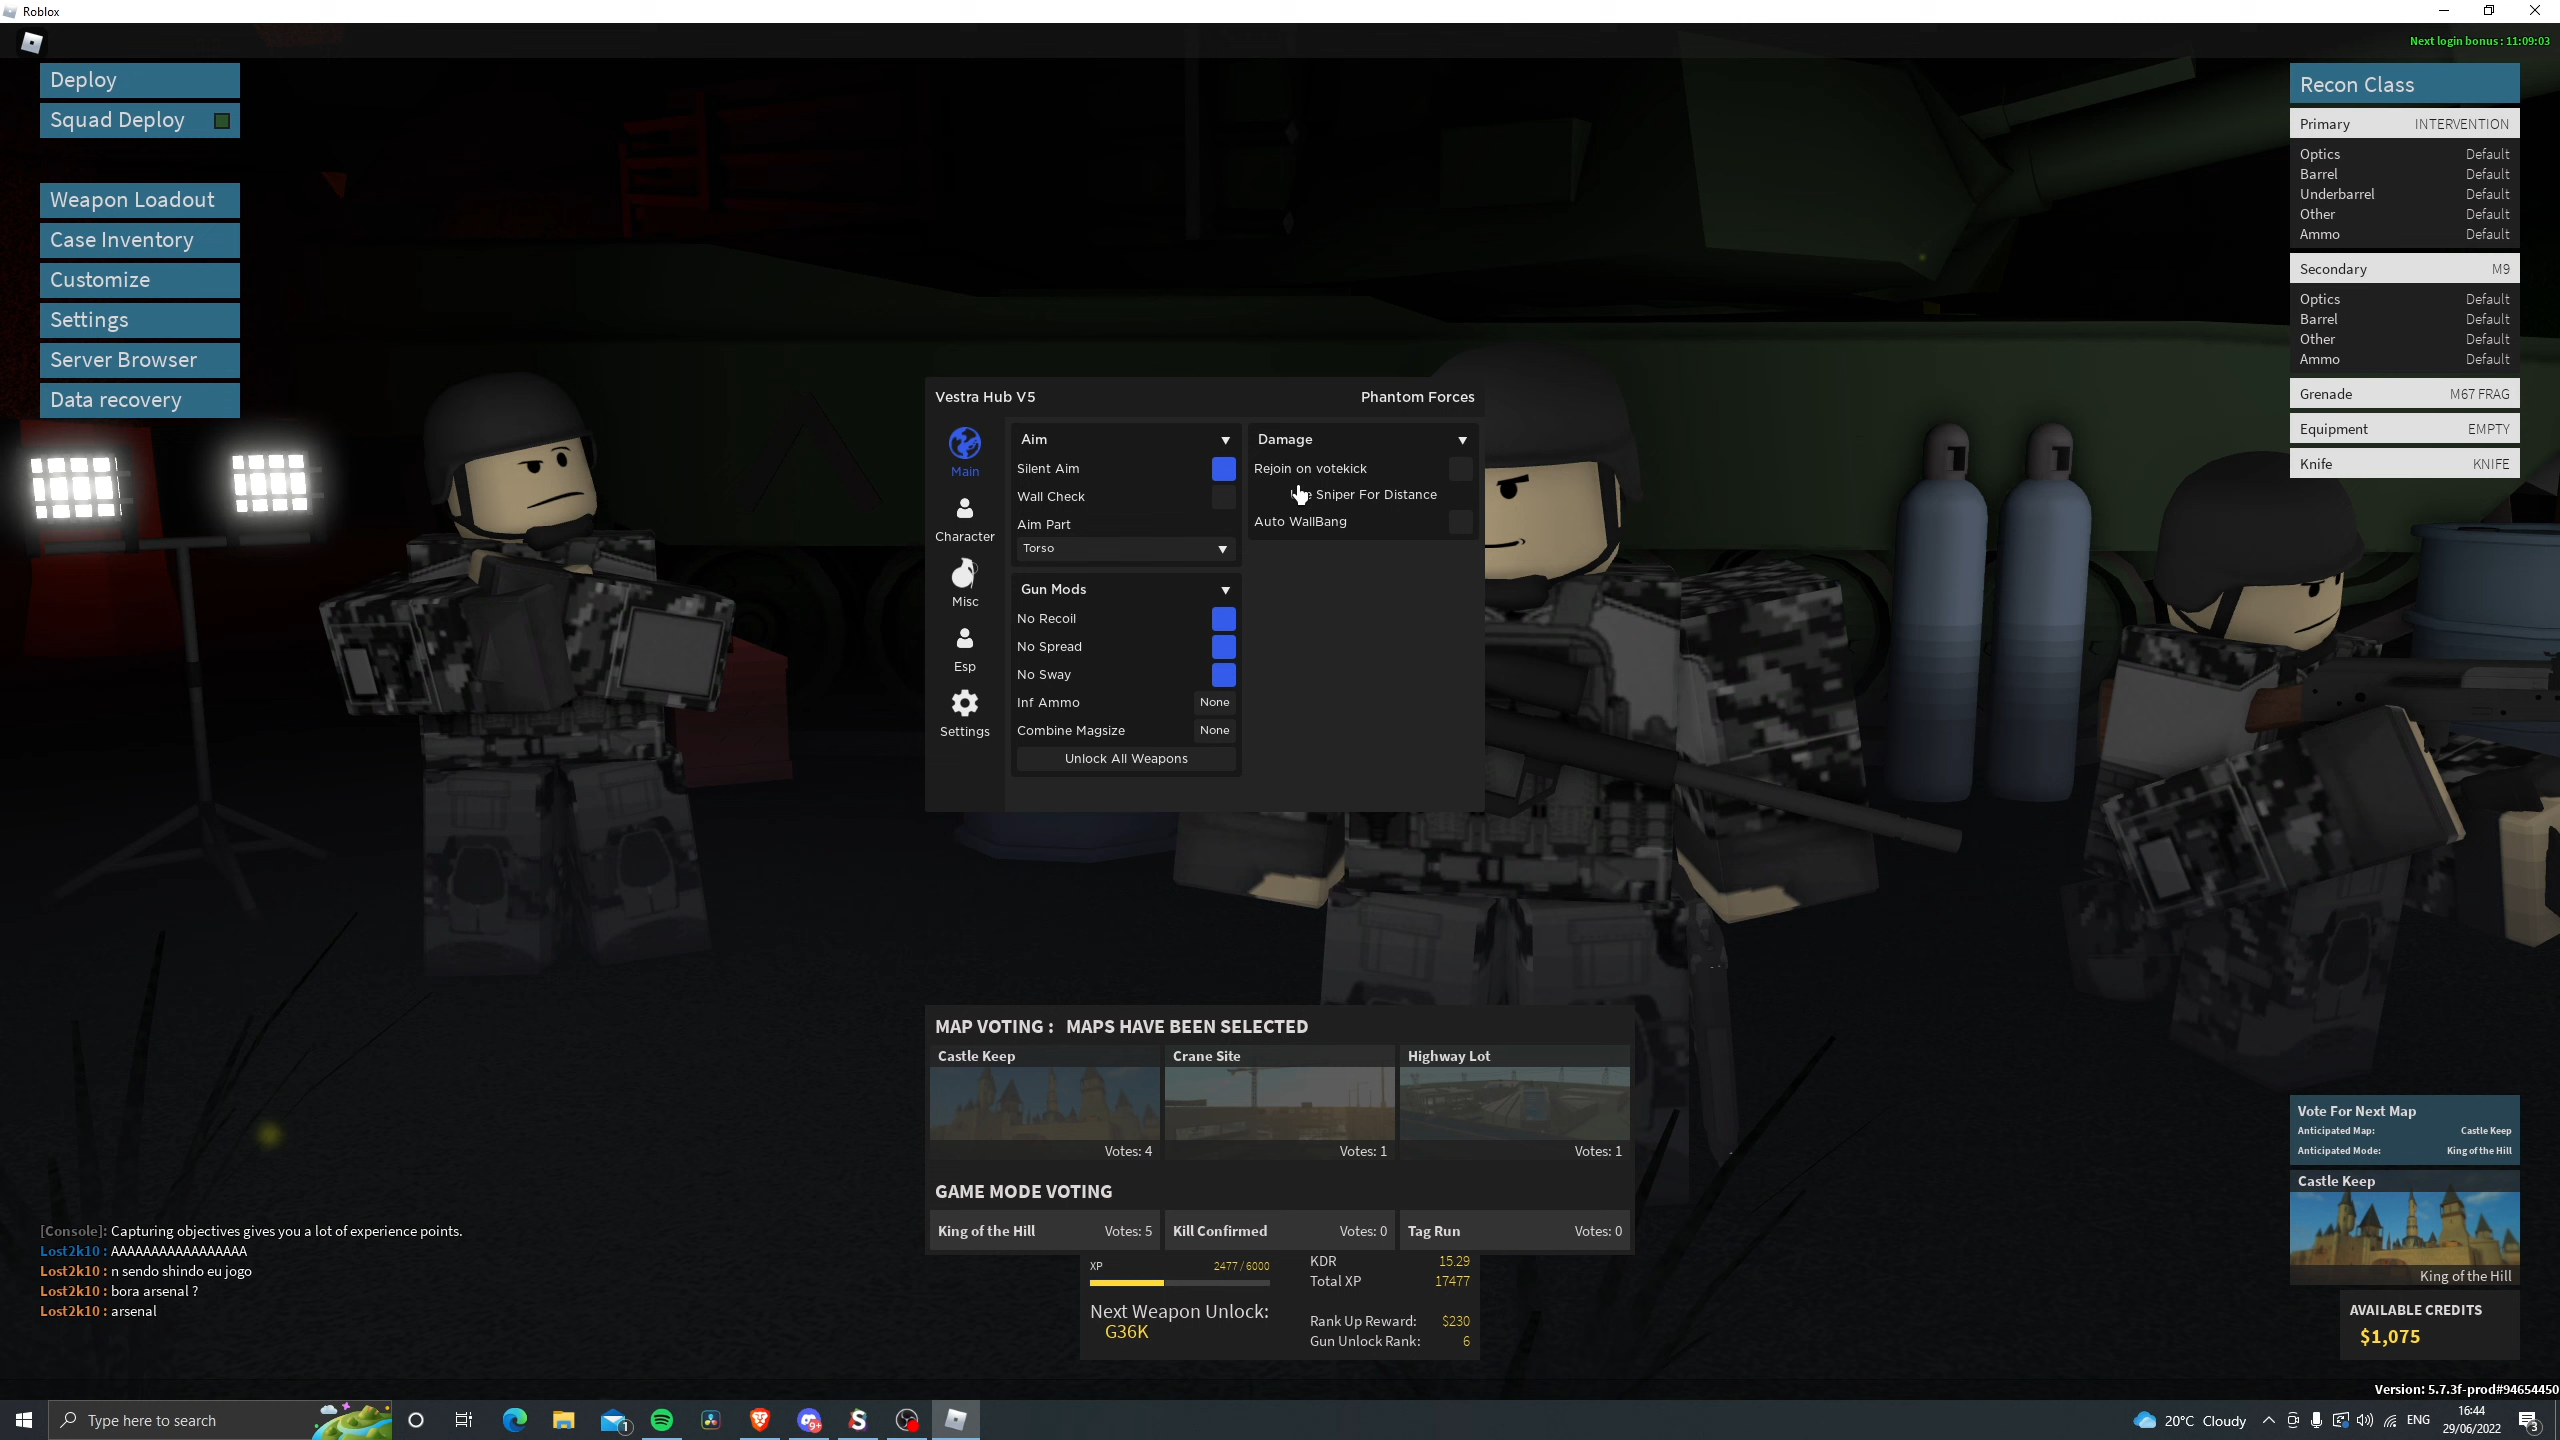 Roblox
Next login bonus : 11:09:03
Deploy
Squad Deploy
Weapon Loadout
Case Inventory
Customize
Settings
Server Browser
Data recovery
Recon Class
Primary INTERVENTION
Optics Default
Barrel Default
Underbarrel Default
Other Default
Ammo Default
Secondary M9
Optics Default
Barrel Default
Other Default
Ammo Default
Grenade M67 FRAG
Equipment EMPTY
Knife KNIFE
Vestra Hub V5 Phantom Forces
Main
Character
Misc
Esp
Settings
Aim
Silent Aim
Wall Check
Aim Part
Torso
Gun Mods
No Recoil
No Spread
No Sway
Inf Ammo None
Combine Magsize None
Unlock All Weapons
Damage
Rejoin on votekick
Sniper For Distance
Auto WallBang
MAP VOTING : MAPS HAVE BEEN SELECTED
Castle Keep
Votes: 4
Crane Site
Votes: 1
Highway Lot
Votes: 1
GAME MODE VOTING
King of the Hill Votes: 5
Kill Confirmed Votes: 0
Tag Run Votes: 0
XP 2477 / 6000
Next Weapon Unlock:
G36K
KDR 15.29
Total XP 17477
Rank Up Reward: $230
Gun Unlock Rank: 6
[Console]: Capturing objectives gives you a lot of experience points.
Lost2k10 : AAAAAAAAAAAAAAAAA
Lost2k10 : n sendo shindo eu jogo
Lost2k10 : bora arsenal ?
Lost2k10 : arsenal
Vote For Next Map
Anticipated Map: Castle Keep
Anticipated Mode: King of the Hill
Castle Keep
King of the Hill
AVAILABLE CREDITS
$1,075
Version: 5.7.3f-prod#94654450
Type here to search
1
9+
20°C Cloudy
ENG
16:44
29/06/2022
3